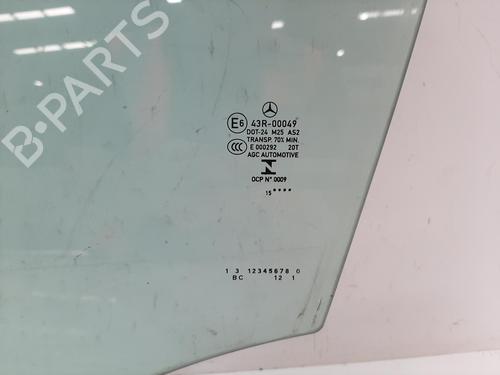 B-PARTS
E6 43R-00049
DOT-24 M25 AS2
TRANSP. 70% MIN.
CCC E 000292 20T
AGC AUTOMOTIVE
N
OCP N° 0009
15 ****
1 3 12345678 0
BC 12 1